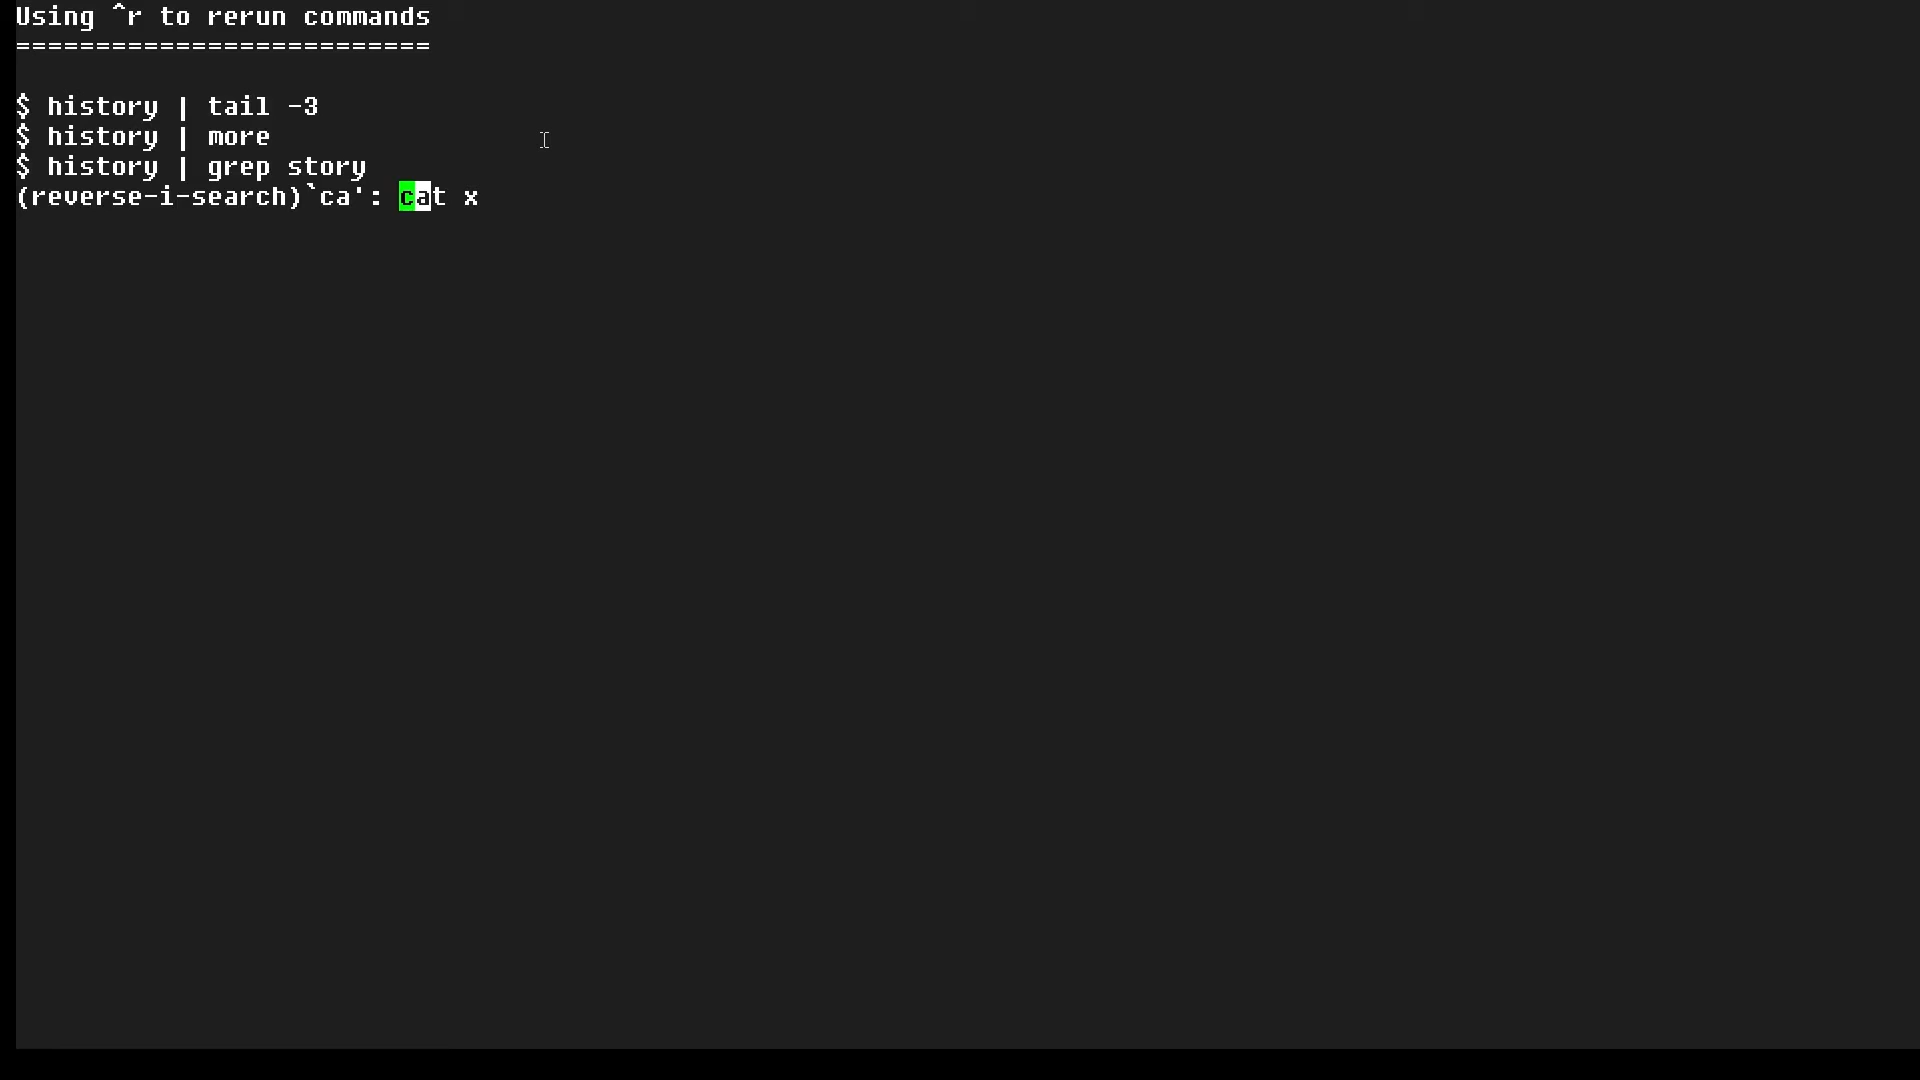 Using ^r to rerun commands
==========================
$ history | tail -3
$ history | more
$ history | grep story
(reverse-i-search)`ca': cat x